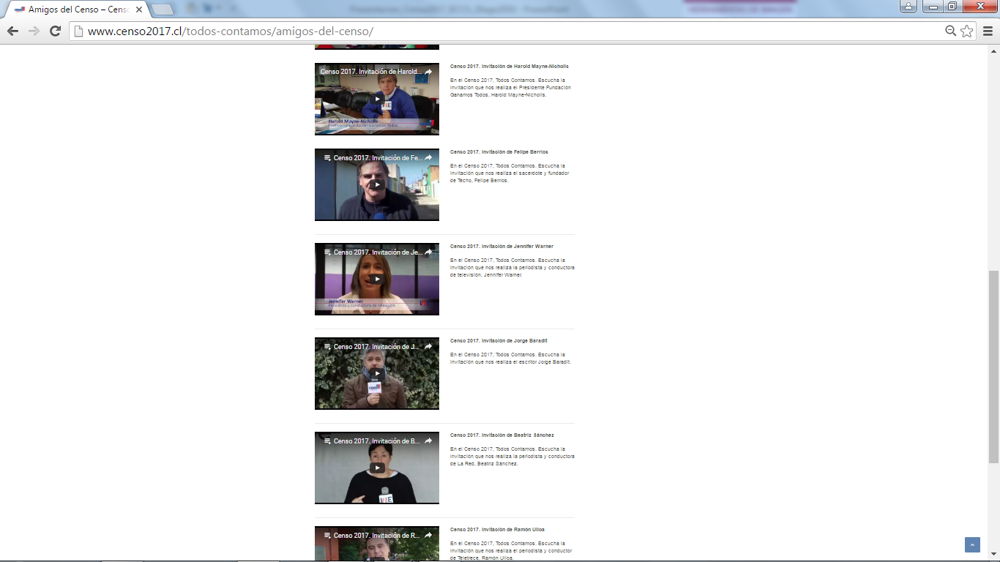 Amigos del Censo – Censo
www.censo2017.cl/todos-contamos/amigos-del-censo/
Censo 2017. Invitación de Harold...
INE
Harold Mayne-Nicholls
Presidente Fundación Ganamos Todos
Censo 2017. Invitación de Harold Mayne-Nicholls
En el Censo 2017, Todos Contamos. Escucha la
invitación que nos realiza el Presidente Fundación
Ganamos Todos, Harold Mayne-Nicholls.
Censo 2017. Invitación de Fe...
Censo 2017. Invitación de Felipe Berríos
En el Censo 2017, Todos Contamos. Escucha la
invitación que nos realiza el sacerdote y fundador
de Techo, Felipe Berríos.
Censo 2017. Invitación de Je...
Jennifer Warner
Periodista y conductora de televisión
INE
Censo 2017. Invitación de Jennifer Warner
En el Censo 2017, Todos Contamos. Escucha la
invitación que nos realiza la periodista y conductora
de televisión, Jennifer Warner.
Censo 2017. Invitación de J...
CENSO
Censo 2017. Invitación de Jorge Baradit
En el Censo 2017, Todos Contamos. Escucha la
invitación que nos realiza el escritor Jorge Baradit.
Censo 2017. Invitación de B...
INE
Censo 2017. Invitación de Beatriz Sánchez
En el Censo 2017, Todos Contamos. Escucha la
invitación que nos realiza la periodista y conductora
de La Red, Beatriz Sánchez.
Censo 2017. Invitación de R...
Censo 2017. Invitación de Ramón Ulloa
En el Censo 2017, Todos Contamos. Escucha la
invitación que nos realiza el periodista y conductor
de Teletrece, Ramón Ulloa.